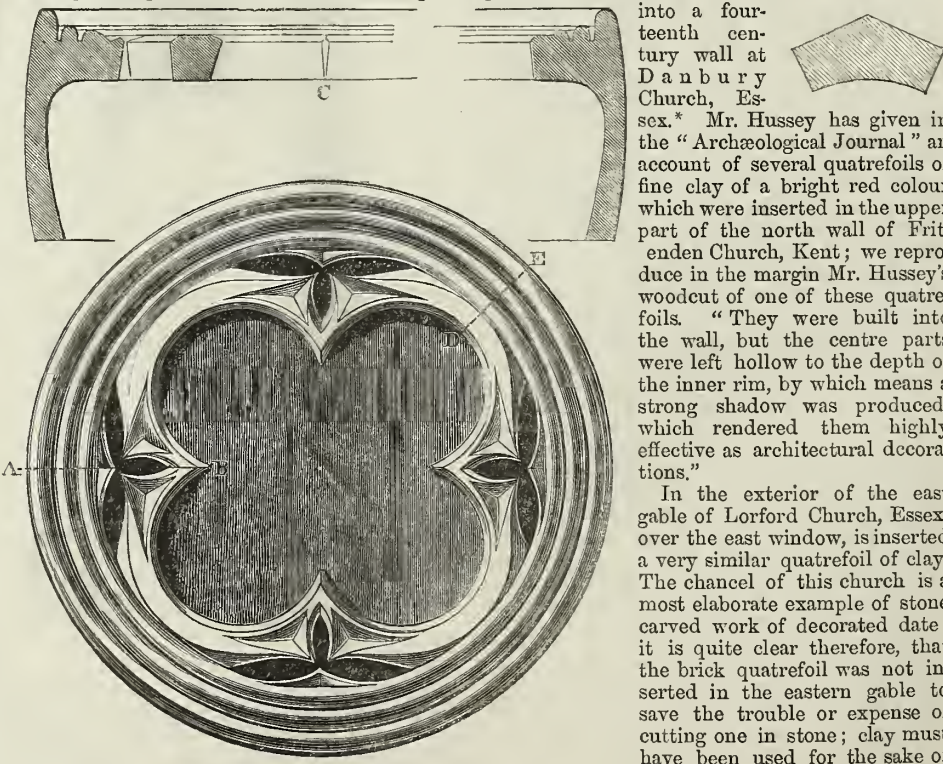 into a four-
teenth cen-
tury wall at
Danbury
Church, Es-
sex.* Mr. Hussey has given in
the “Archæological Journal” an
account of several quatrefoils o
fine clay of a bright red colour
which were inserted in the upper
part of the north wall of Frit
enden Church, Kent; we repro
duce in the margin Mr. Hussey's
woodcut of one of these quatre
foils. “They were built into
the wall, but the centre parts
were left hollow to the depth o
the inner rim, by which means
strong shadow was produced
which rendered them highly
effective as architectural decora
tions.”
In the exterior of the eas
gable of Lorford Church, Essex
over the east window, is inserted
a very similar quatrefoil of clay
The chancel of this church is
most elaborate example of stone
carved work of decorated date
it is quite clear therefore, tha
the brick quatrefoil was not in
serted in the eastern gable to
save the trouble or expense o
cutting one in stone; clay must
have been used for the sake o
C
E
D
A
B